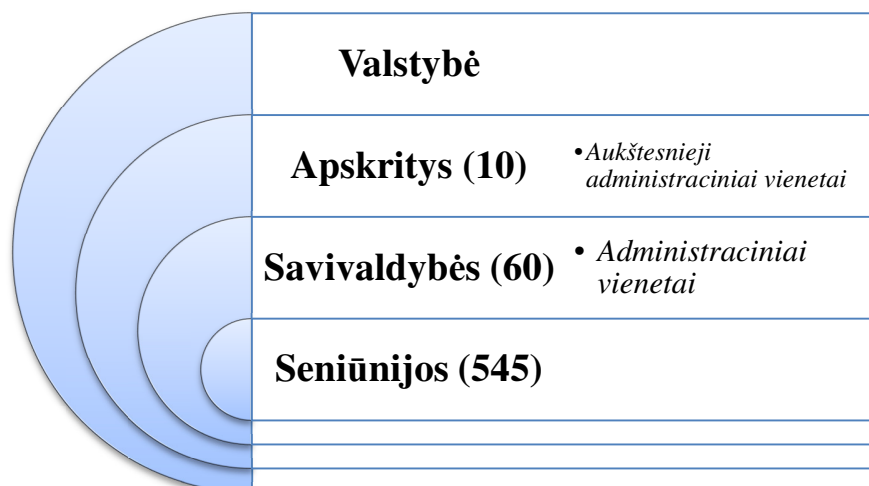 Valstybė
Apskritys (10)
•Aukštesnieji
administraciniai vienetai
Savivaldybės (60)
• Administraciniai
vienetai
Seniūnijos (545)